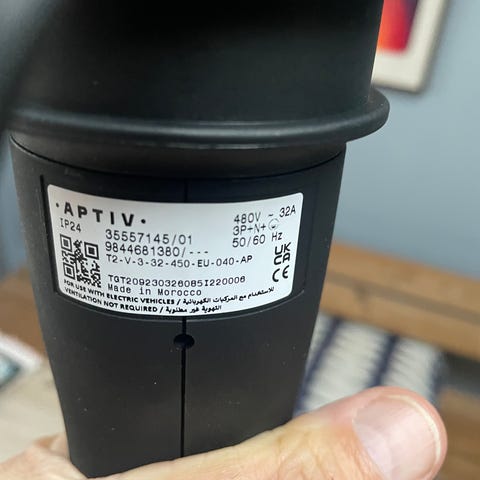 ·APTIV·
IP24
480V ~ 32A
3P+N+⏚
50/60 Hz
35557145/01
9844681380/---
T2-V-3-32-450-EU-040-AP
TGT209230326085I220006
Made in Morocco
FOR USE WITH ELECTRIC VEHICLES / للاستخدام مع المركبات الكهربائية
VENTILATION NOT REQUIRED / التهوية غير مطلوبة
UK
CA
CE